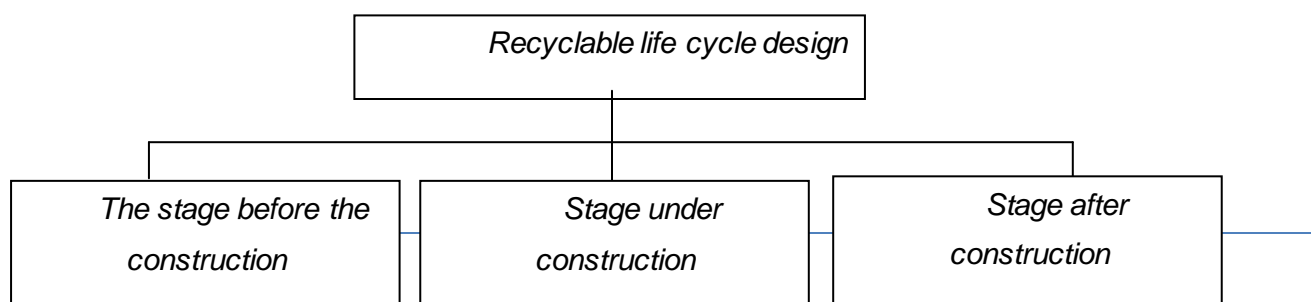 Recyclable life cycle design
The stage before the
construction
Stage under
construction
Stage after
construction